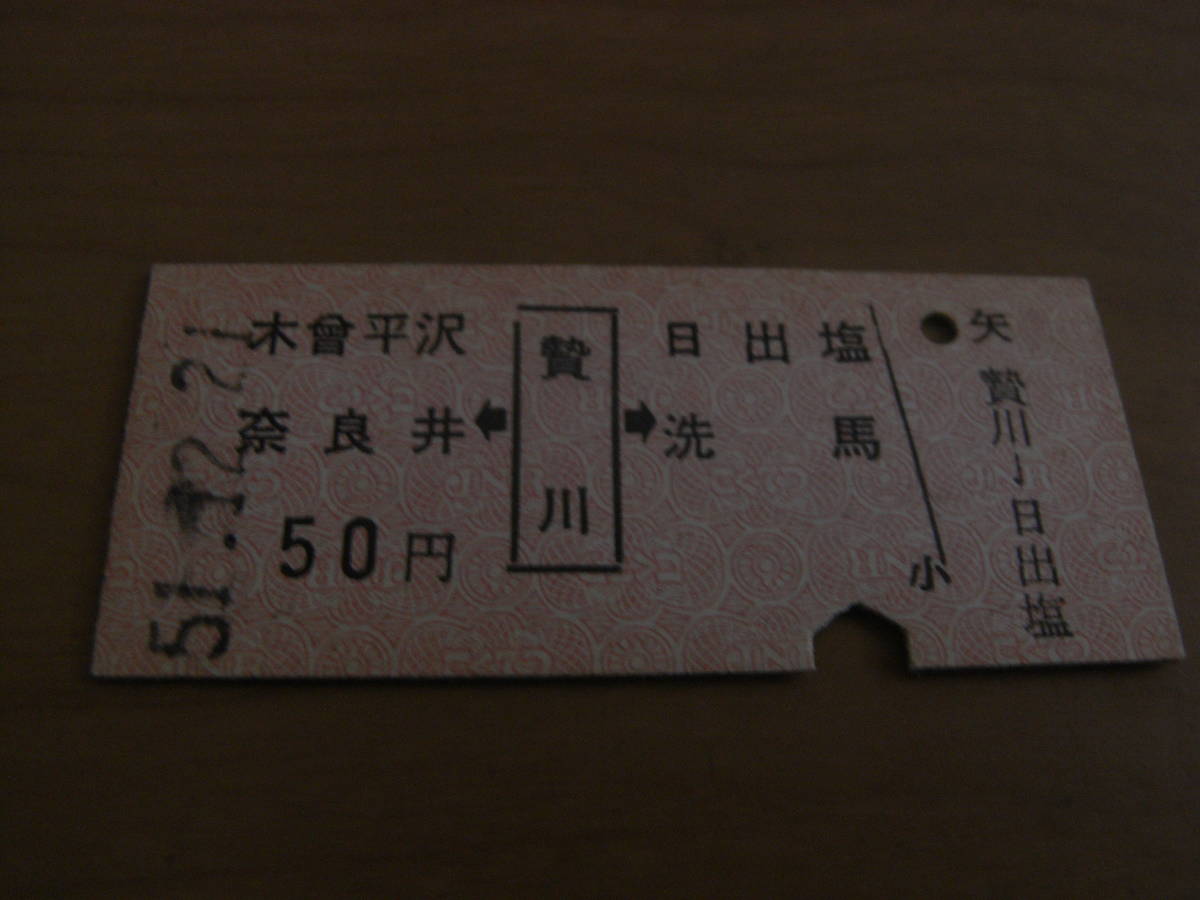 51.12.21
木曾平沢
奈良井
50円
贄川
日出塩
洗馬
小
矢
贄川〜日出塩